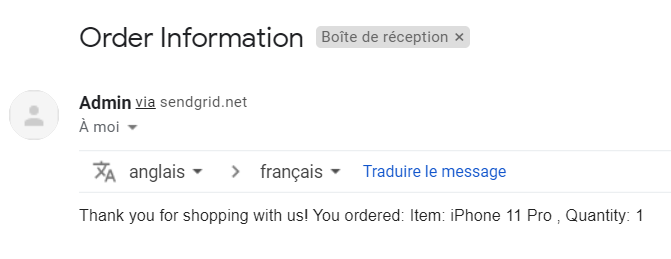 Order Information Boîte de réception ×
Admin via sendgrid.net
À moi
anglais > français Traduire le message
Thank you for shopping with us! You ordered: Item: iPhone 11 Pro , Quantity: 1